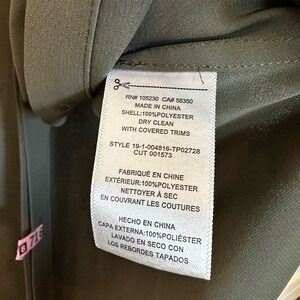 RN# 105230 CA# 58350
MADE IN CHINA
SHELL:100%POLYESTER
DRY CLEAN
WITH COVERED TRIMS
STYLE 19-1-004816-TP02728
CUT 001573
FABRIQUÉ EN CHINE
EXTÉRIEUR:100%POLYESTER
NETTOYER À SEC
EN COUVRANT LES COUTURES
HECHO EN CHINA
CAPA EXTERNA:100%POLIÉSTER
LAVADO EN SECO CON
LOS REBORDES TAPADOS